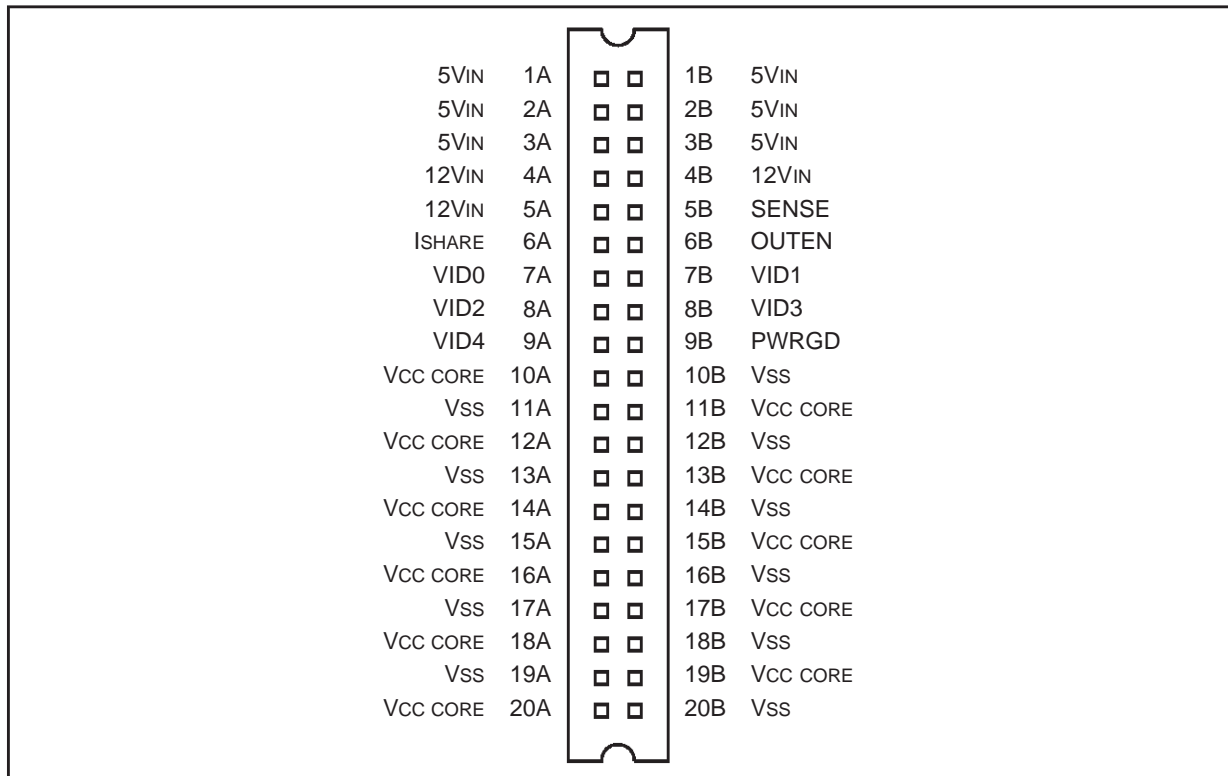 5VIN 1A 1B 5VIN
5VIN 2A 2B 5VIN
5VIN 3A 3B 5VIN
12VIN 4A 4B 12VIN
12VIN 5A 5B SENSE
ISHARE 6A 6B OUTEN
VID0 7A 7B VID1
VID2 8A 8B VID3
VID4 9A 9B PWRGD
VCC CORE 10A 10B VSS
VSS 11A 11B VCC CORE
VCC CORE 12A 12B VSS
VSS 13A 13B VCC CORE
VCC CORE 14A 14B VSS
VSS 15A 15B VCC CORE
VCC CORE 16A 16B VSS
VSS 17A 17B VCC CORE
VCC CORE 18A 18B VSS
VSS 19A 19B VCC CORE
VCC CORE 20A 20B VSS